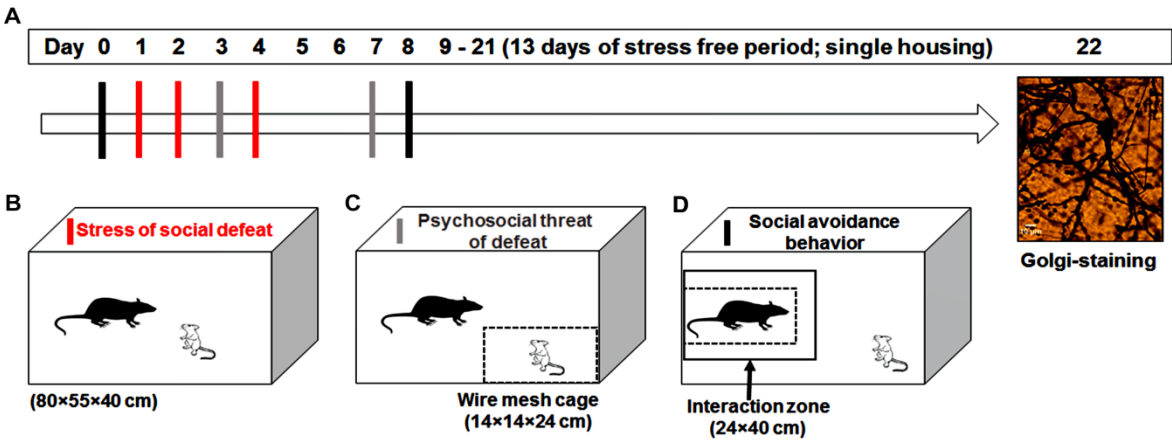 A
Day 0 1 2 3 4 5 6 7 8 9 - 21 (13 days of stress free period; single housing) 22
B
Stress of social defeat
(80×55×40 cm)
C
Psychosocial threat
of defeat
Wire mesh cage
(14×14×24 cm)
D
Social avoidance
behavior
Interaction zone
(24×40 cm)
Golgi-staining